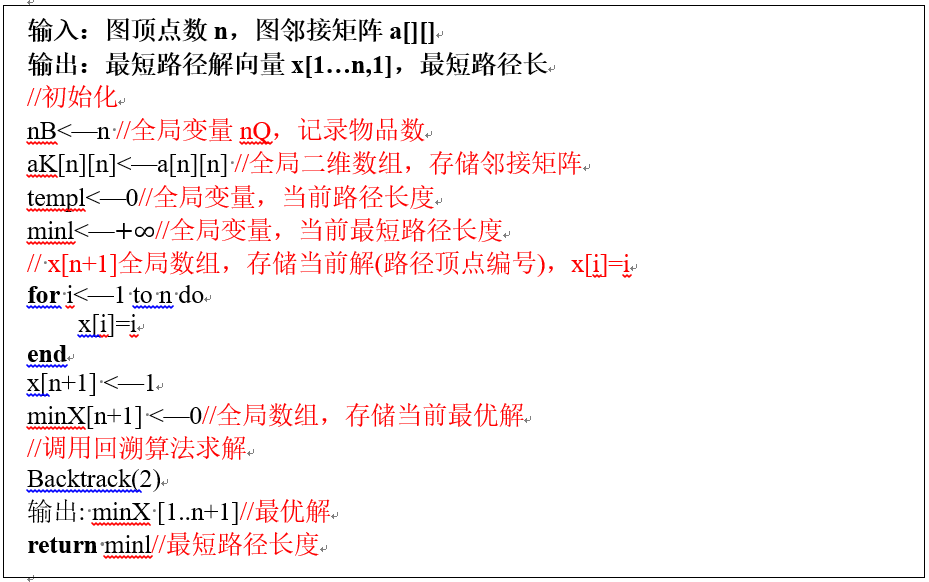 输入：图顶点数 n，图邻接矩阵 a[][]
输出：最短路径解向量 x[1…n,1]，最短路径长
//初始化
nB<—n //全局变量 nQ，记录物品数
aK[n][n]<—a[n][n] //全局二维数组，存储邻接矩阵
templ<—0//全局变量，当前路径长度
minl<—+∞//全局变量，当前最短路径长度
// x[n+1]全局数组，存储当前解(路径顶点编号)，x[i]=i
for i<—1 to n do
x[i]=i
end
x[n+1] <—1
minX[n+1] <—0//全局数组，存储当前最优解
//调用回溯算法求解
Backtrack(2)
输出: minX [1..n+1]//最优解
return minl//最短路径长度